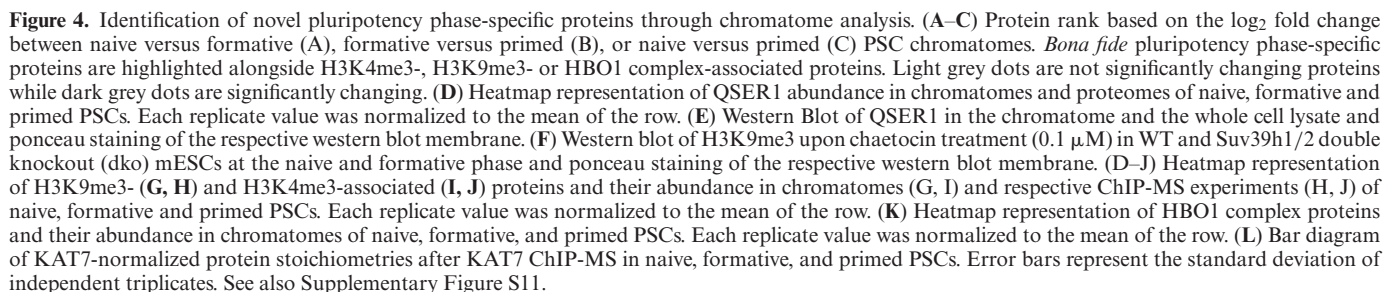 Figure 4. Identification of novel pluripotency phase-specific proteins through chromatome analysis. (A–C) Protein rank based on the log₂ fold change
between naive versus formative (A), formative versus primed (B), or naive versus primed (C) PSC chromatomes. Bona fide pluripotency phase-specific
proteins are highlighted alongside H3K4me3-, H3K9me3- or HBO1 complex-associated proteins. Light grey dots are not significantly changing proteins
while dark grey dots are significantly changing. (D) Heatmap representation of QSER1 abundance in chromatomes and proteomes of naive, formative and
primed PSCs. Each replicate value was normalized to the mean of the row. (E) Western Blot of QSER1 in the chromatome and the whole cell lysate and
ponceau staining of the respective western blot membrane. (F) Western blot of H3K9me3 upon chaetocin treatment (0.1 μM) in WT and Suv39h1/2 double
knockout (dko) mESCs at the naive and formative phase and ponceau staining of the respective western blot membrane. (D–J) Heatmap representation
of H3K9me3- (G, H) and H3K4me3-associated (I, J) proteins and their abundance in chromatomes (G, I) and respective ChIP-MS experiments (H, J) of
naive, formative and primed PSCs. Each replicate value was normalized to the mean of the row. (K) Heatmap representation of HBO1 complex proteins
and their abundance in chromatomes of naive, formative, and primed PSCs. Each replicate value was normalized to the mean of the row. (L) Bar diagram
of KAT7-normalized protein stoichiometries after KAT7 ChIP-MS in naive, formative, and primed PSCs. Error bars represent the standard deviation of
independent triplicates. See also Supplementary Figure S11.